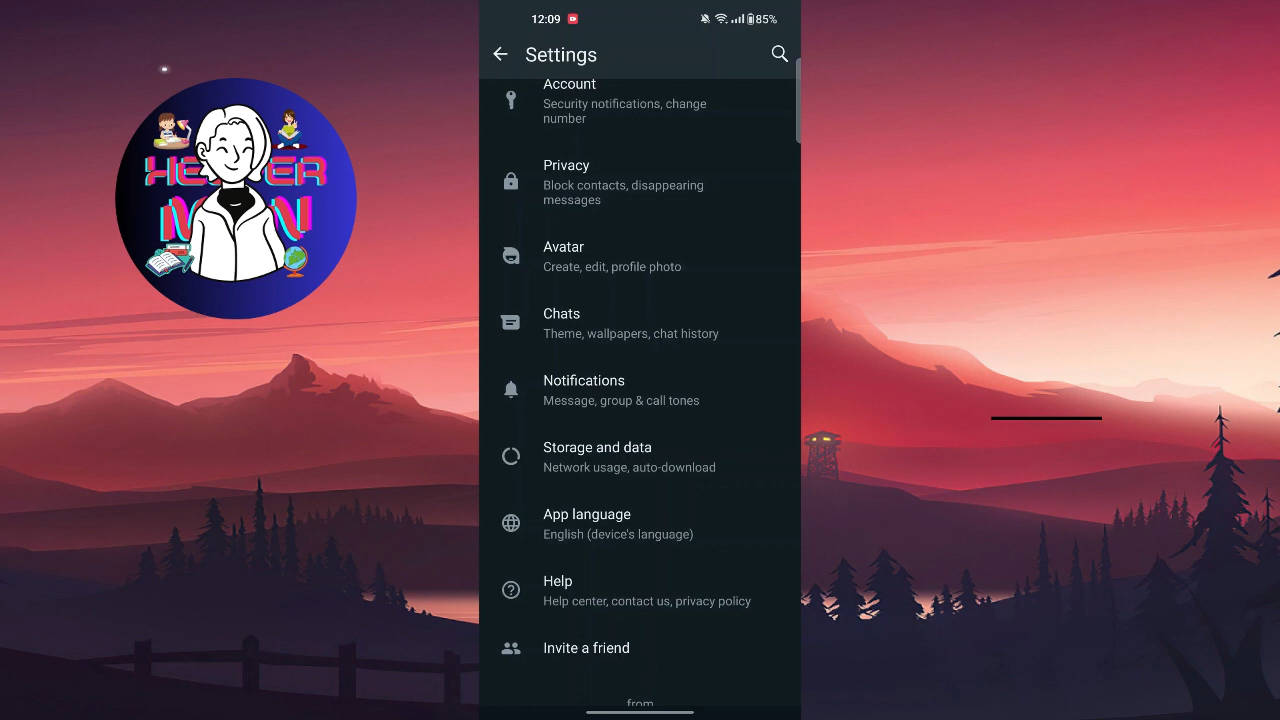 12:09
85%
Settings
Account
Security notifications, change
number
Privacy
Block contacts, disappearing
messages
Avatar
Create, edit, profile photo
Chats
Theme, wallpapers, chat history
Notifications
Message, group & call tones
Storage and data
Network usage, auto-download
App language
English (device's language)
Help
Help center, contact us, privacy policy
Invite a friend
from